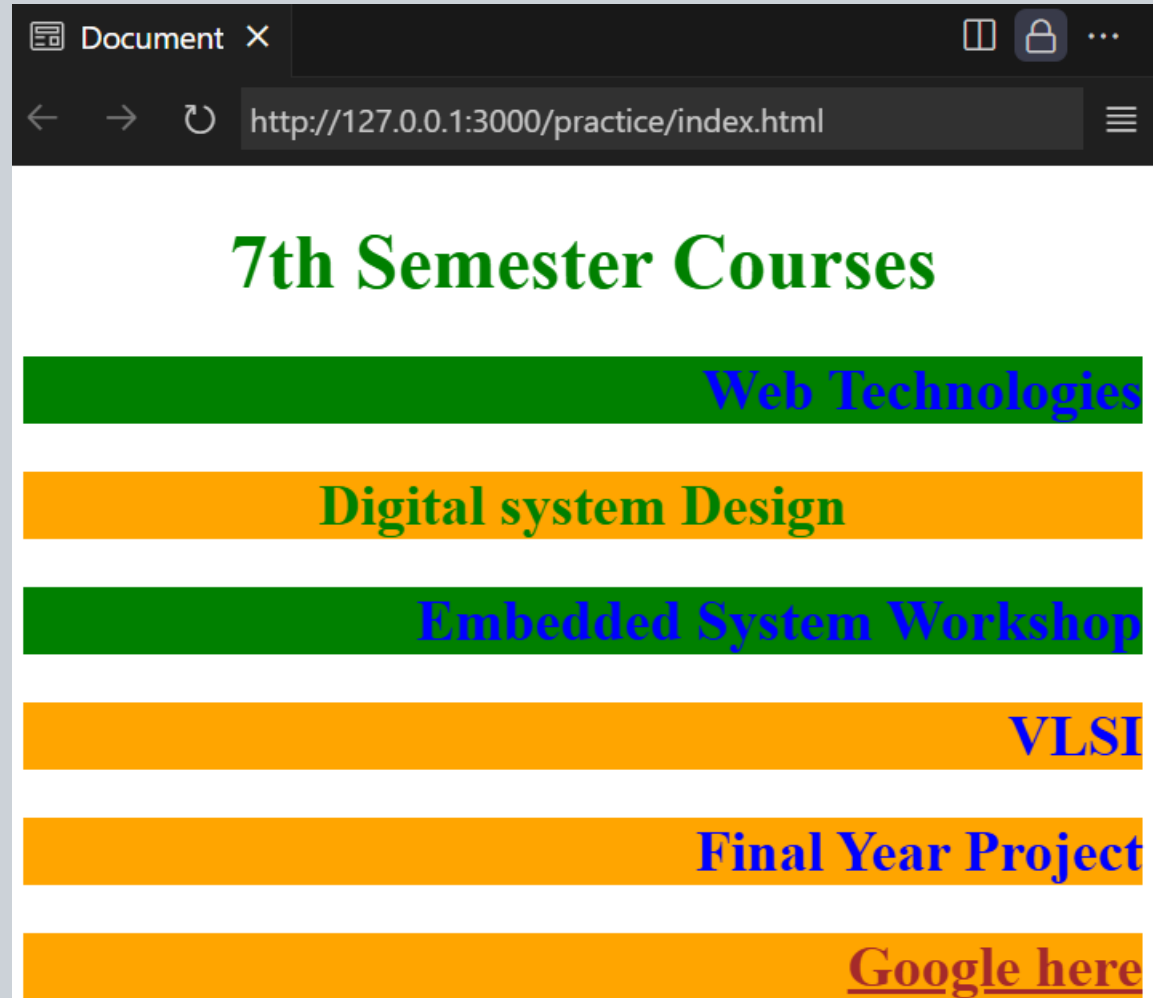 Document
http://127.0.0.1:3000/practice/index.html
7th Semester Courses
Web Technologies
Digital system Design
Embedded System Workshop
VLSI
Final Year Project
Google here